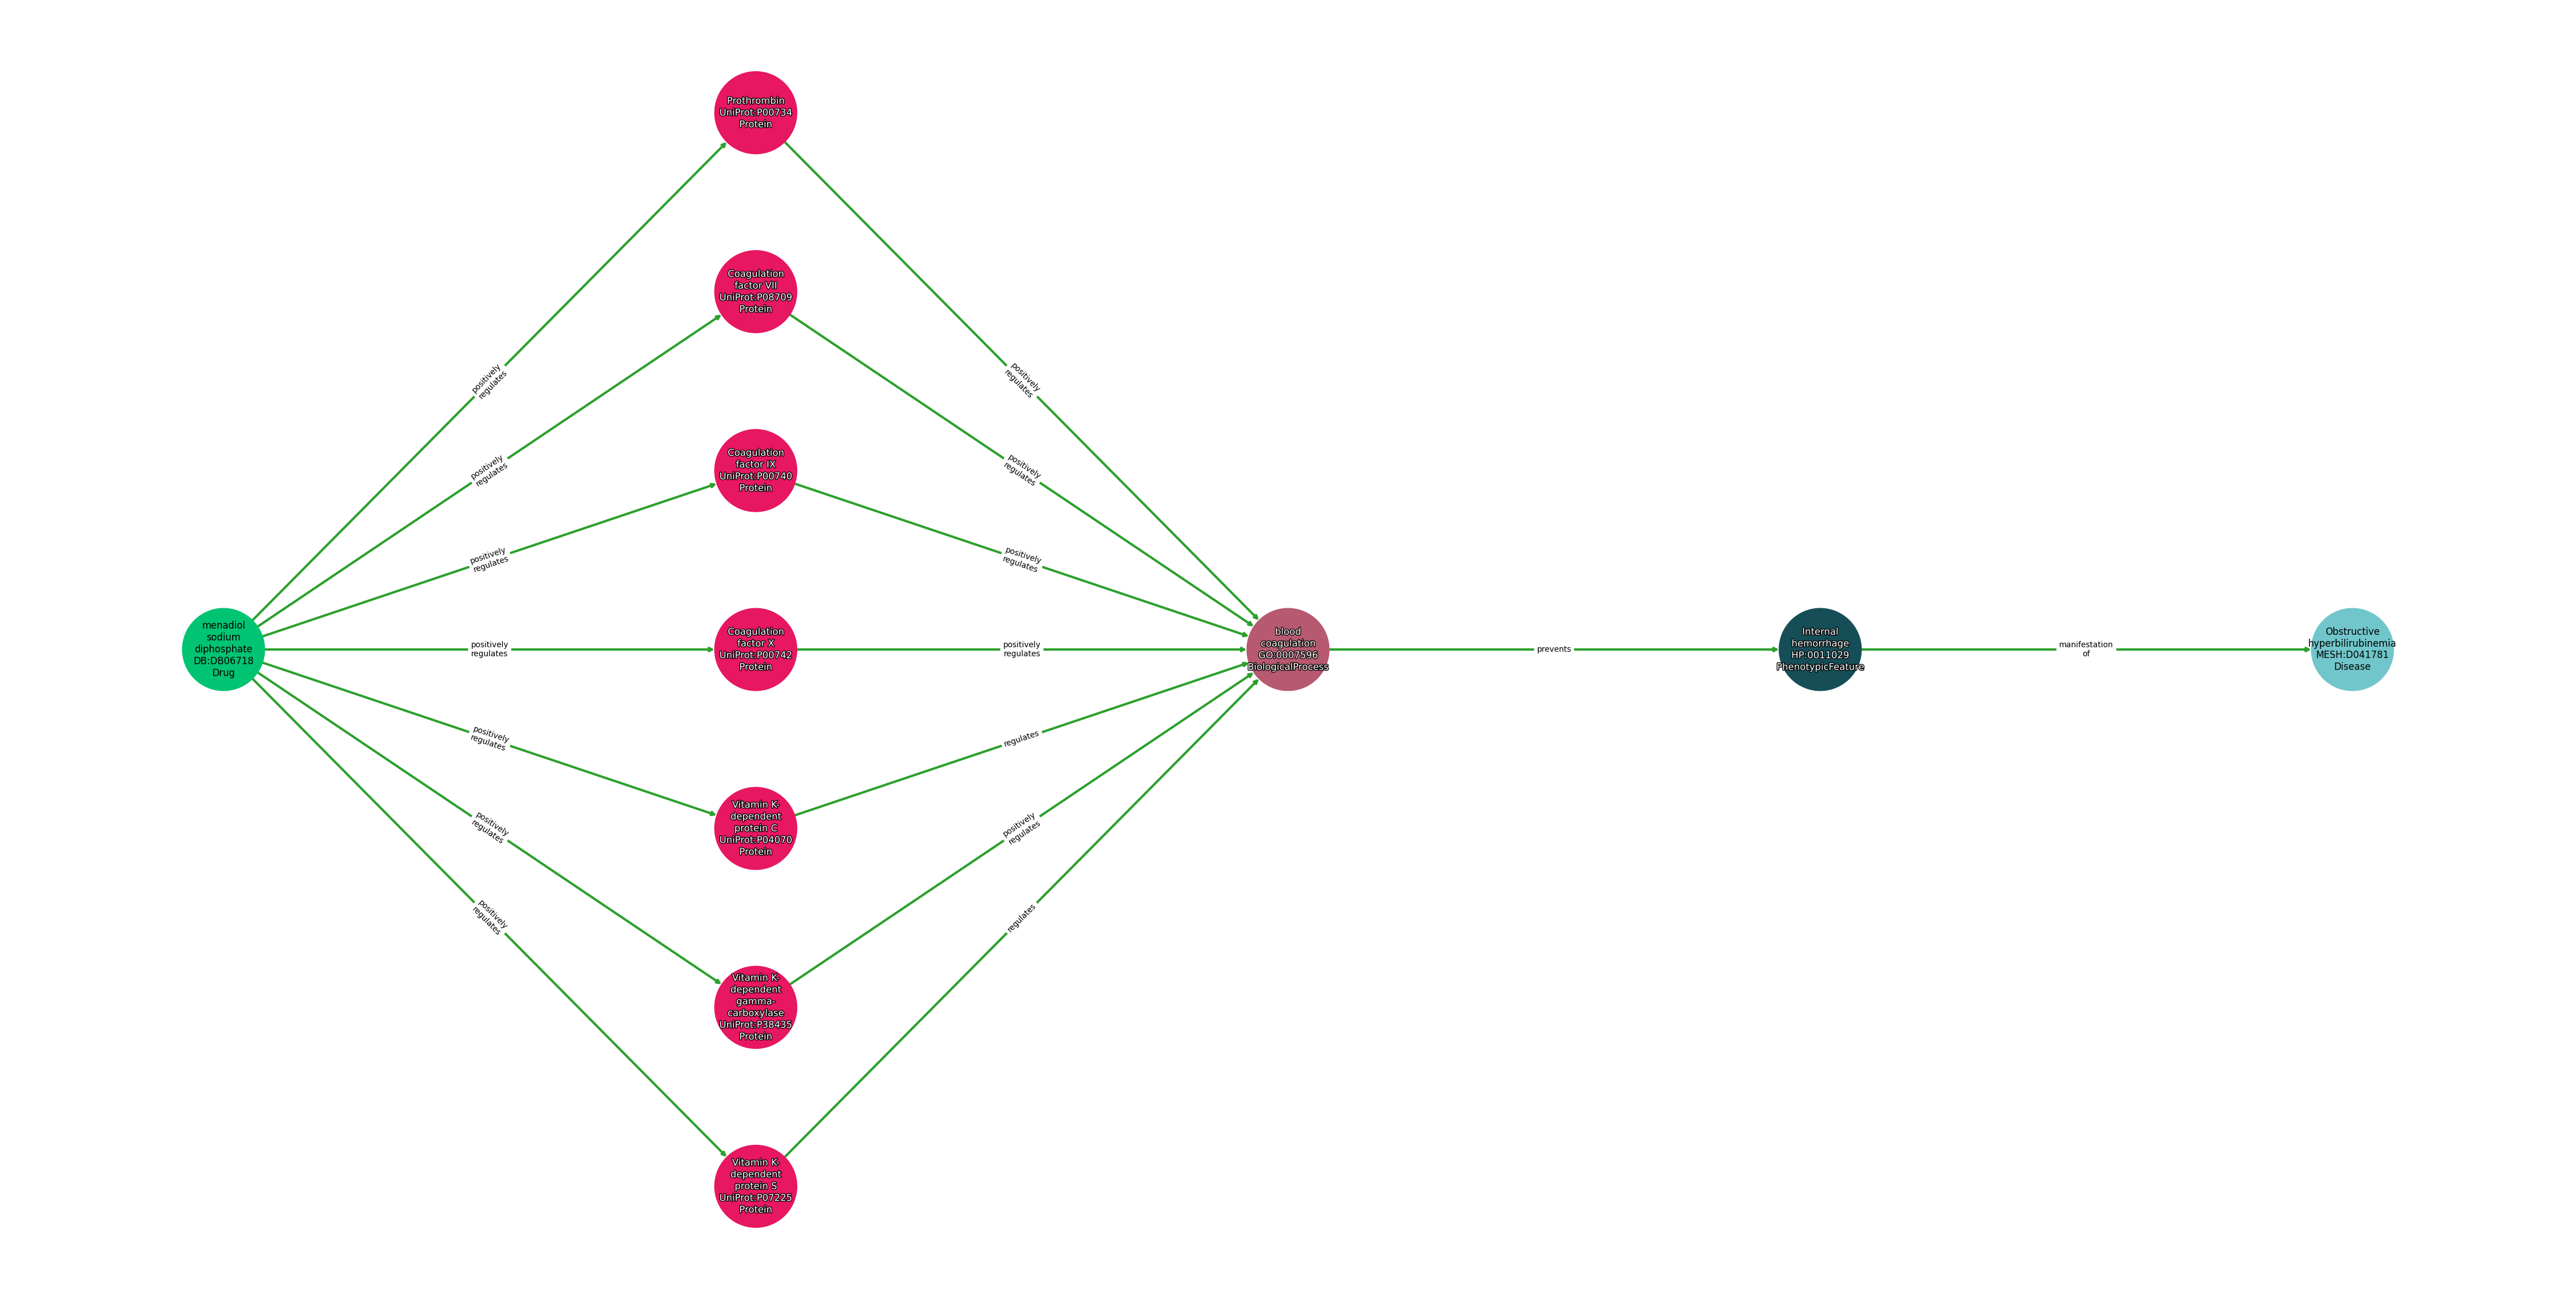 Prothrombin
UniProt:P00734
Protein
Coagulation
factor VII
UniProt:P08709
Protein
positively
regulates
positively
regulates
Coagulation
factor IX
UniProt:P00740
Protein
positively
regulates
positively
regulates
positively
regulates
positively
regulates
menadiol
sodium
diphosphate
DB:DB06718
Drug
positively
regulates
Coagulation
factor X
UniProt:P00742
Protein
positively
regulates
blood
coagulation
GO:0007596
BiologicalProcess
prevents
Internal
hemorrhage
HP:0011029
PhenotypicFeature
manifestation
of
Obstructive
hyperbilirubinemia
MESH:D041781
Disease
positively
regulates
regulates
Vitamin K-
dependent
protein C
UniProt:P04070
Protein
positively
regulates
positively
regulates
positively
regulates
regulates
Vitamin K-
dependent
gamma-
carboxylase
UniProt:P38435
Protein
Vitamin K-
dependent
protein S
UniProt:P07225
Protein